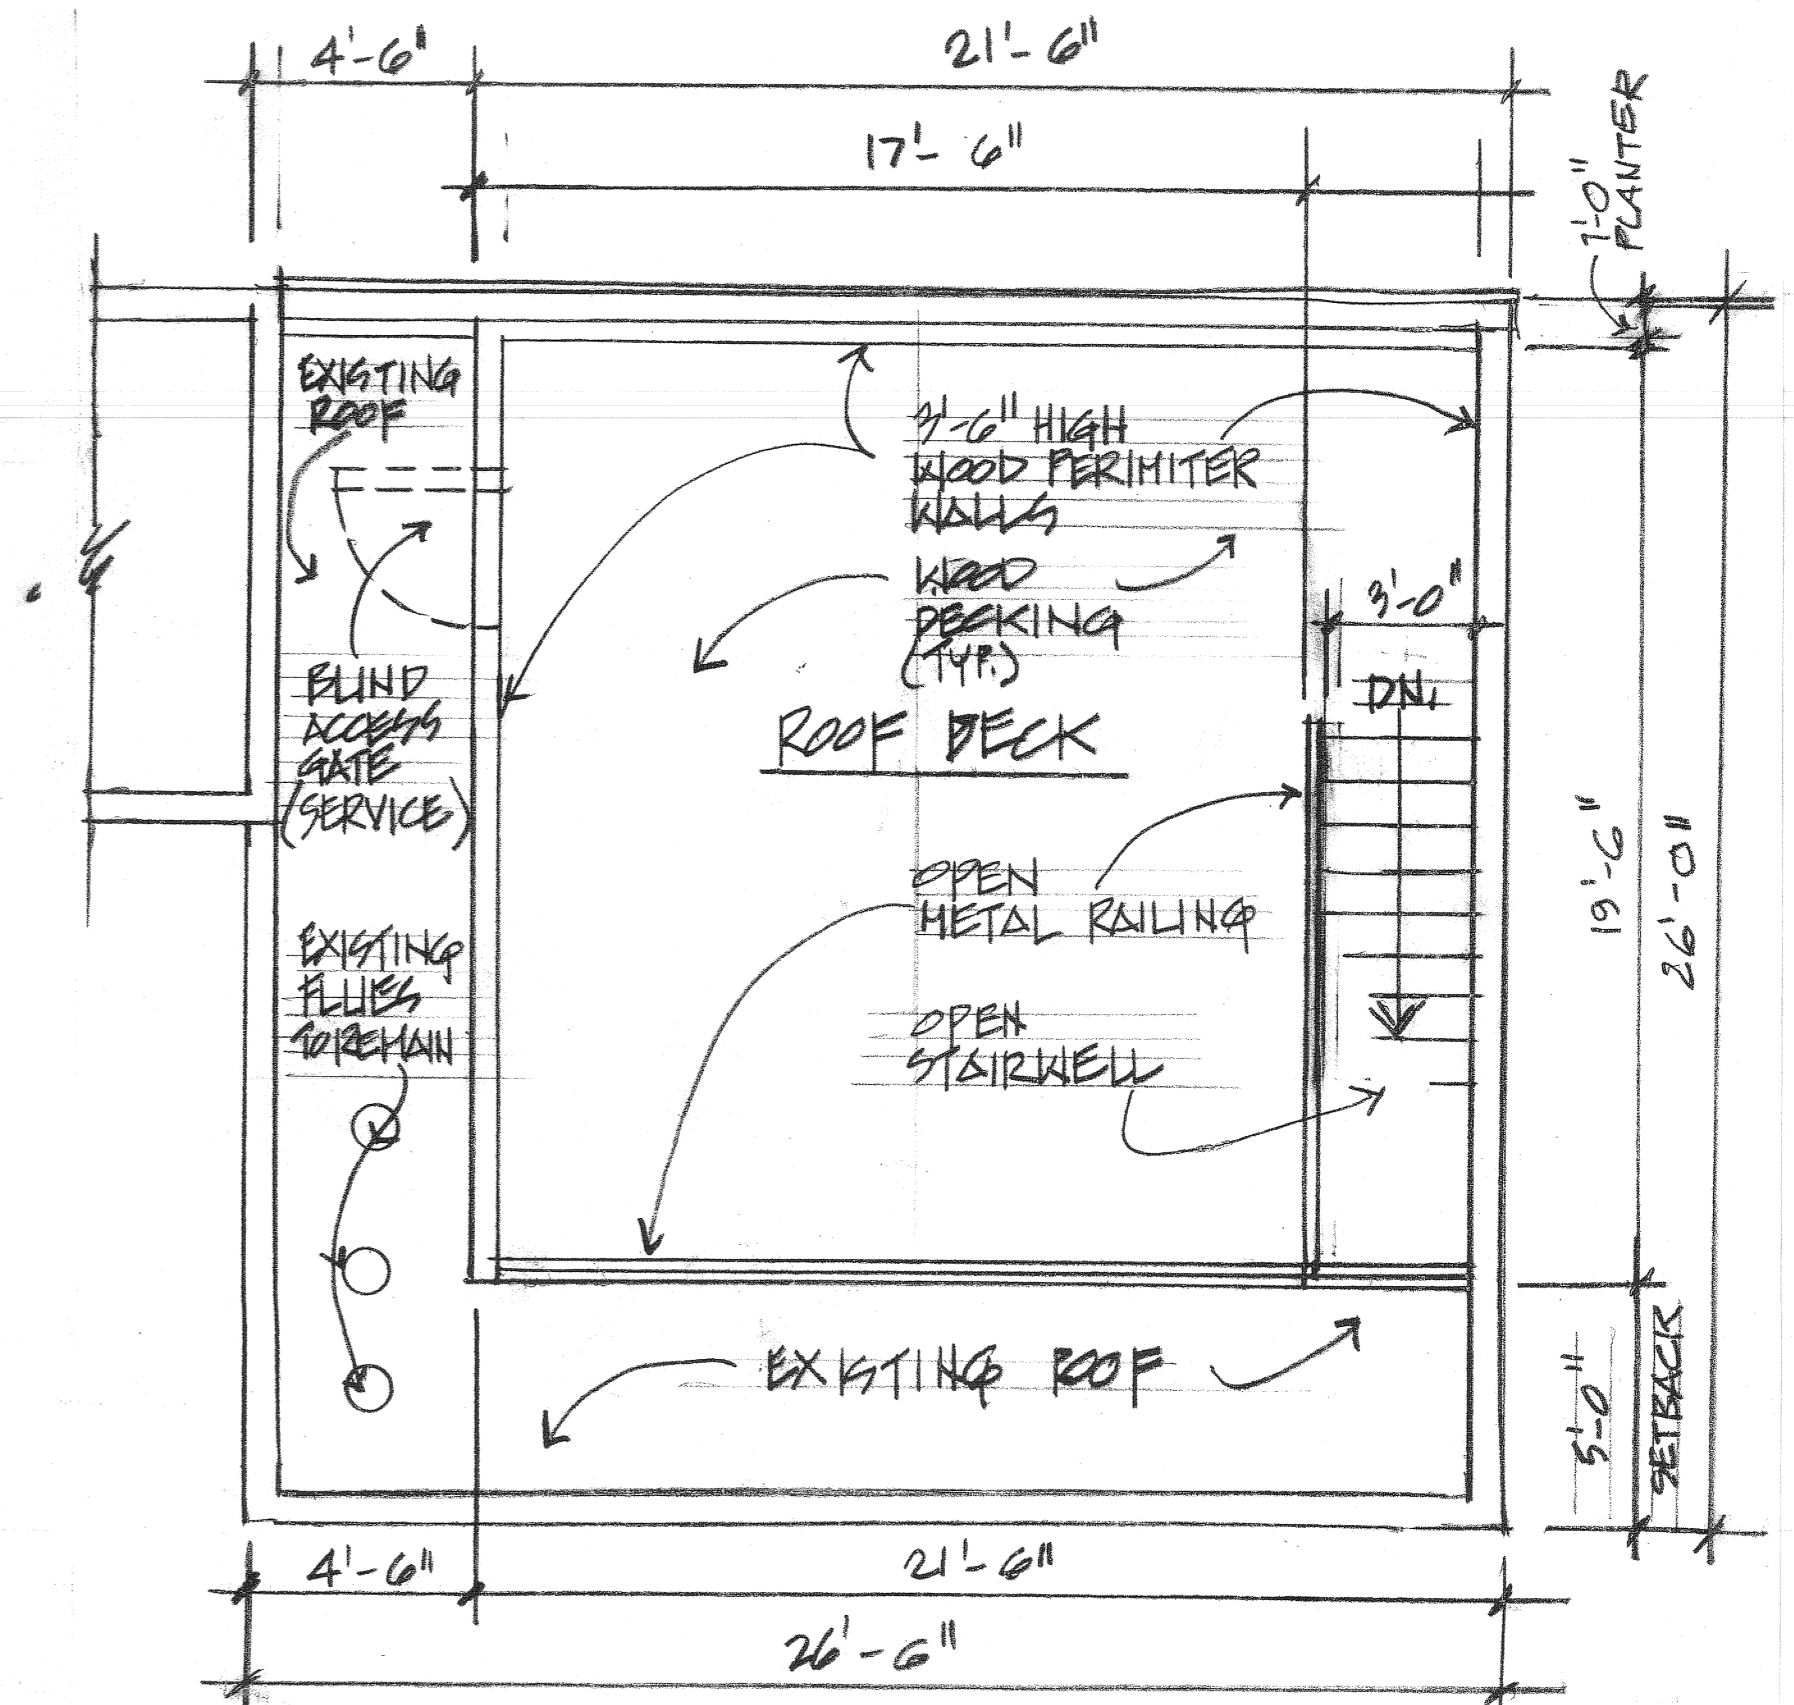 4'-6"
21'-6"
17'-6"
1'-0"
PLANTER
EXISTING
ROOF
3'-6" HIGH
WOOD PERIMITER
WALLS
WOOD
DECKING
(TYP.)
3'-0"
DN.
BLIND
ACCESS
GATE
(SERVICE)
ROOF DECK
19'-6"
26'-0"
OPEN
METAL RAILING
EXISTING
FLUES
TO REMAIN
OPEN
STAIRWELL
EXISTING ROOF
5'-0"
SETBACK
4'-6"
21'-6"
26'-6"